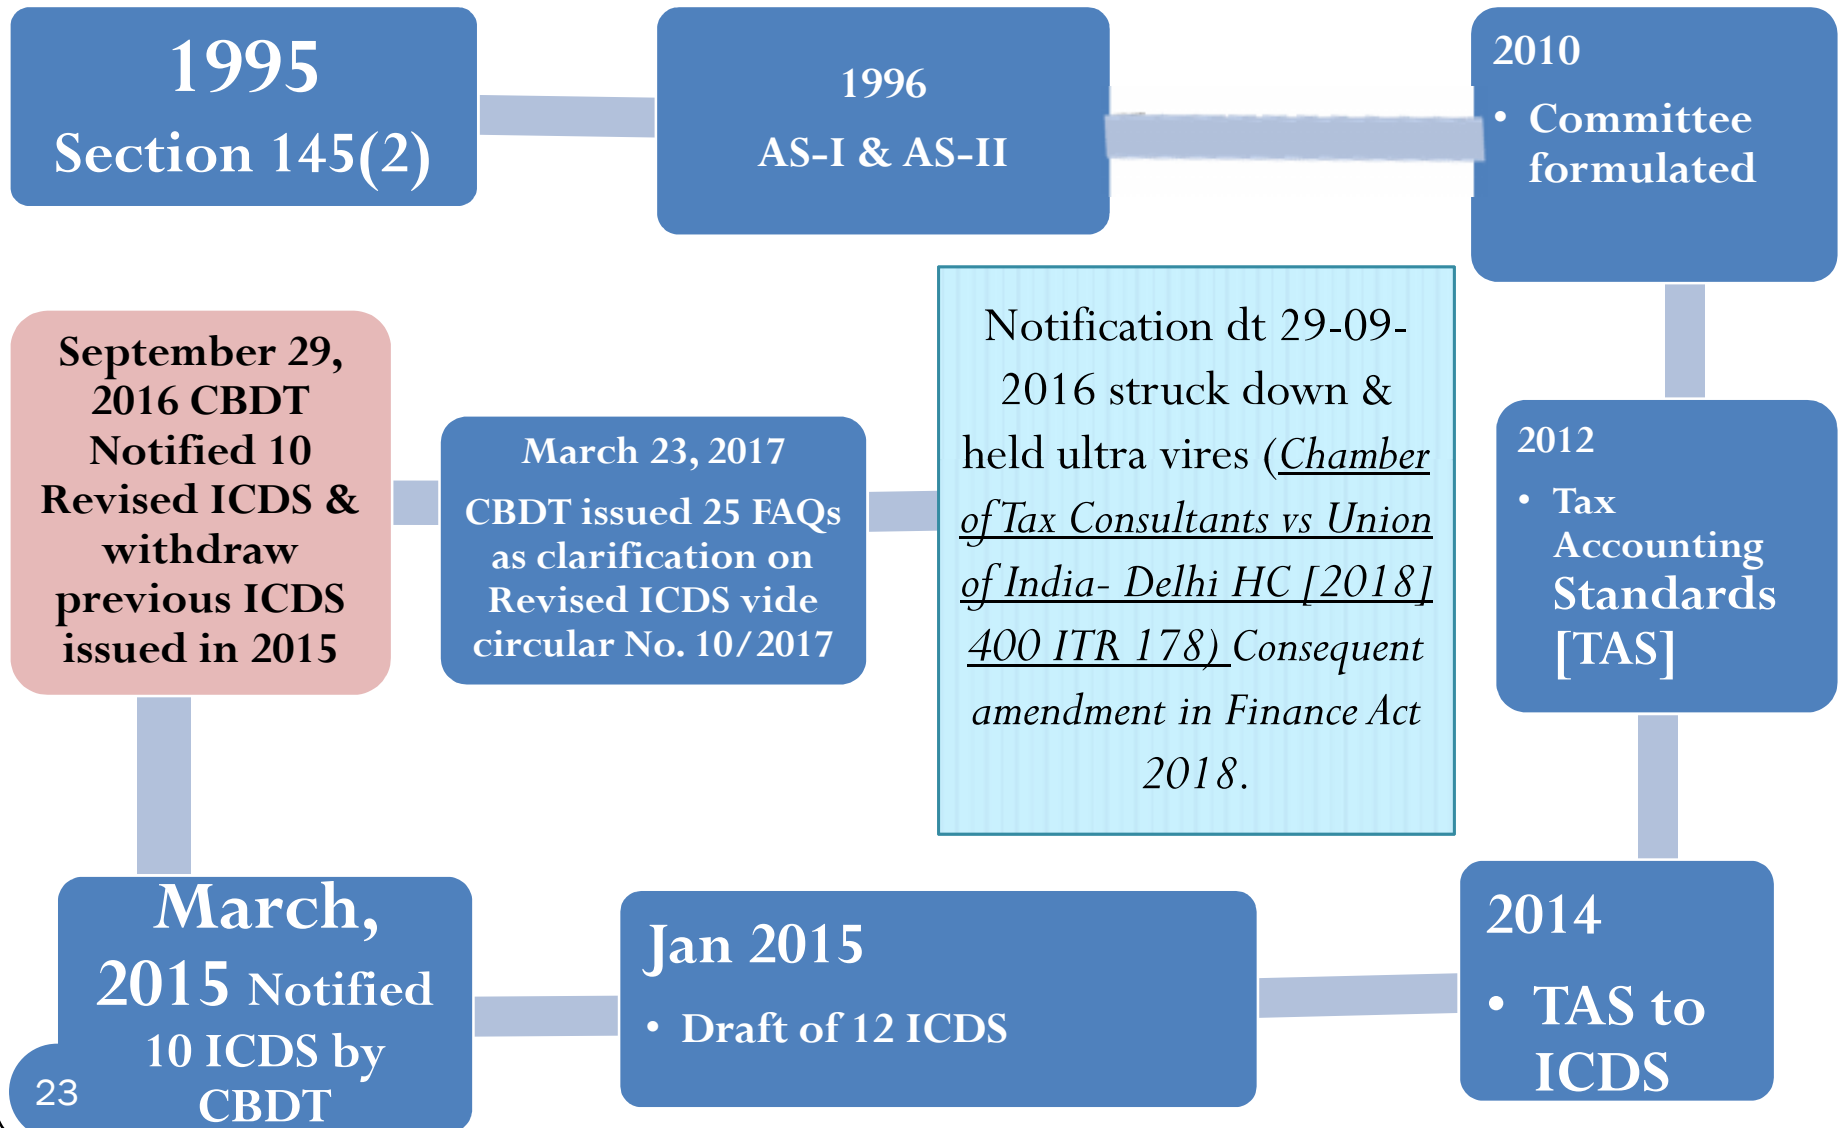 1995
Section 145(2)
1996
AS-I & AS-II
2010
• Committee
formulated
2012
• Tax
Accounting
Standards
[TAS]
2014
• TAS to
ICDS
Jan 2015
• Draft of 12 ICDS
March,
2015 Notified
10 ICDS by
CBDT
September 29,
2016 CBDT
Notified 10
Revised ICDS &
withdraw
previous ICDS
issued in 2015
March 23, 2017
CBDT issued 25 FAQs
as clarification on
Revised ICDS vide
circular No. 10/2017
Notification dt 29-09-
2016 struck down &
held ultra vires (Chamber
of Tax Consultants vs Union
of India- Delhi HC [2018]
400 ITR 178) Consequent
amendment in Finance Act
2018.
23